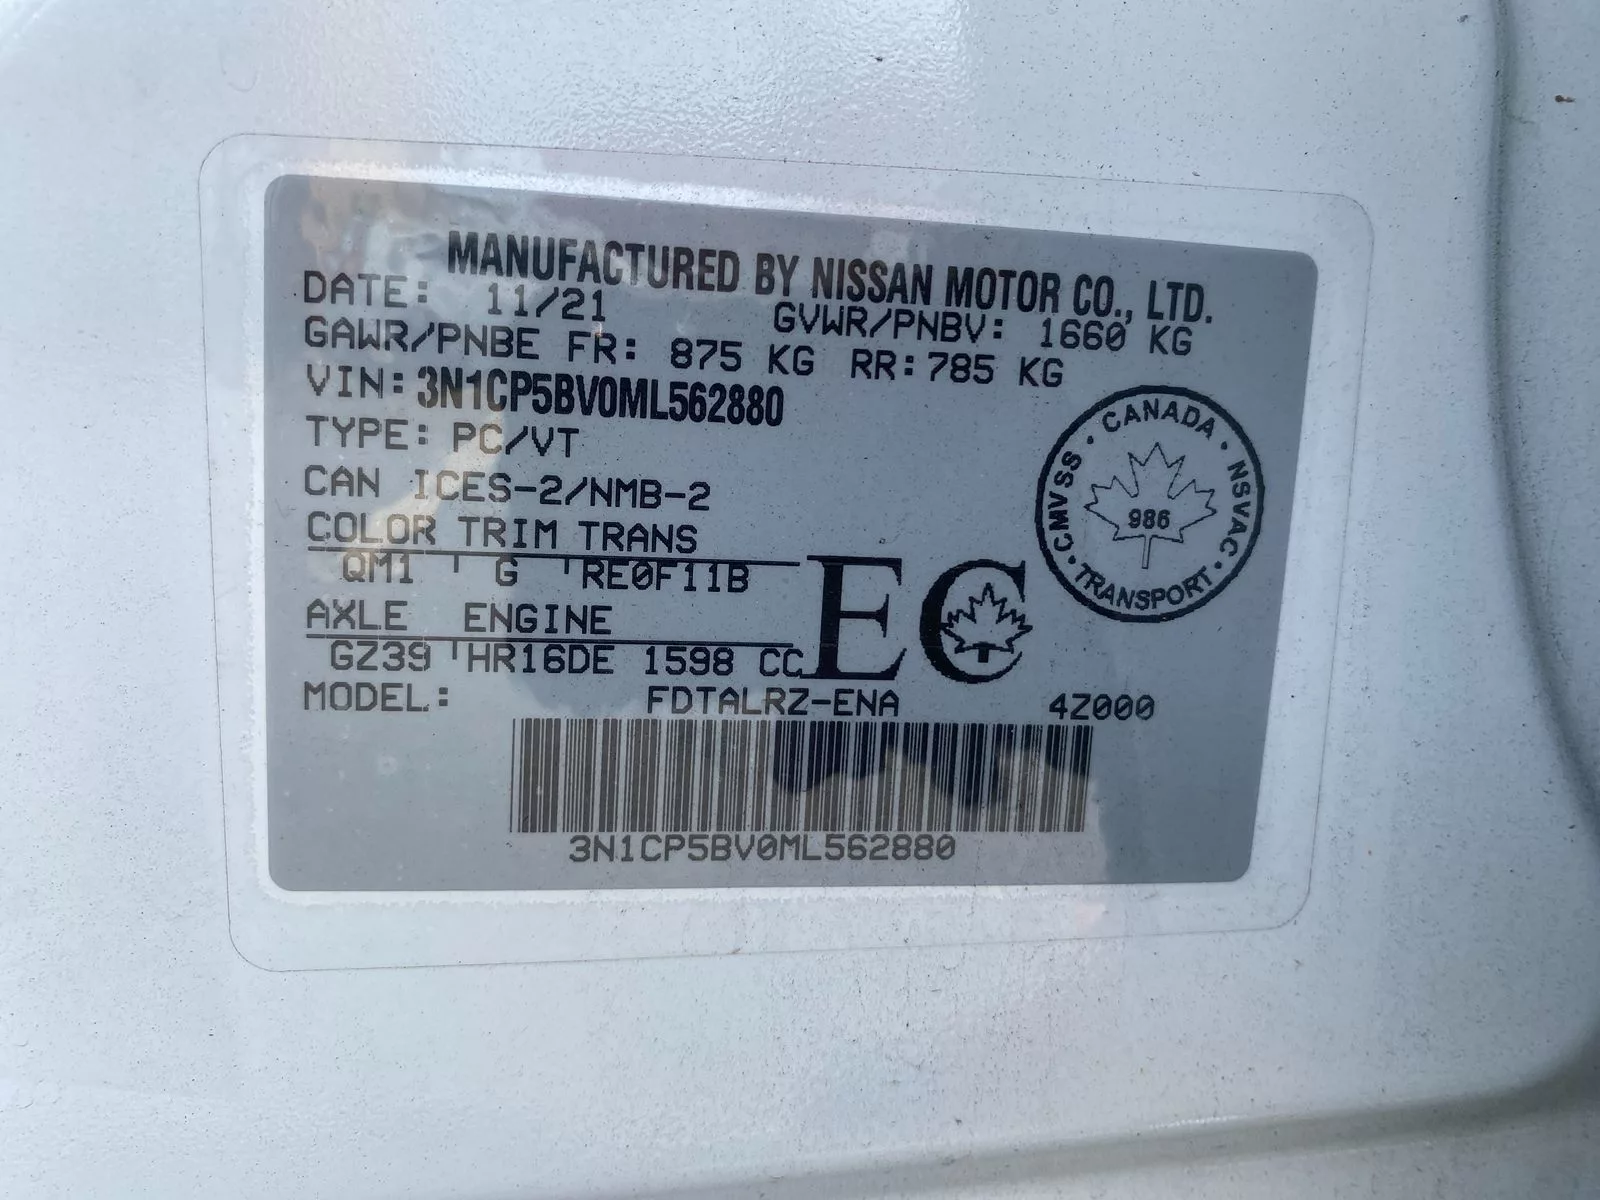 MANUFACTURED BY NISSAN MOTOR CO., LTD.
DATE: 11/21 GVWR/PNBV: 1660 KG
GAWR/PNBE FR: 875 KG RR:785 KG
VIN: 3N1CP5BV0ML562880
TYPE: PC/VT
CAN ICES-2/NMB-2
COLOR TRIM TRANS
QM1 G RE0F11B
AXLE ENGINE
GZ39 HR16DE 1598 CC
EC
MODEL: FDTALRZ-ENA 4Z000
3N1CP5BV0ML562880
CANADA · NSVAC · TRANSPORT · CMVSS ·
986